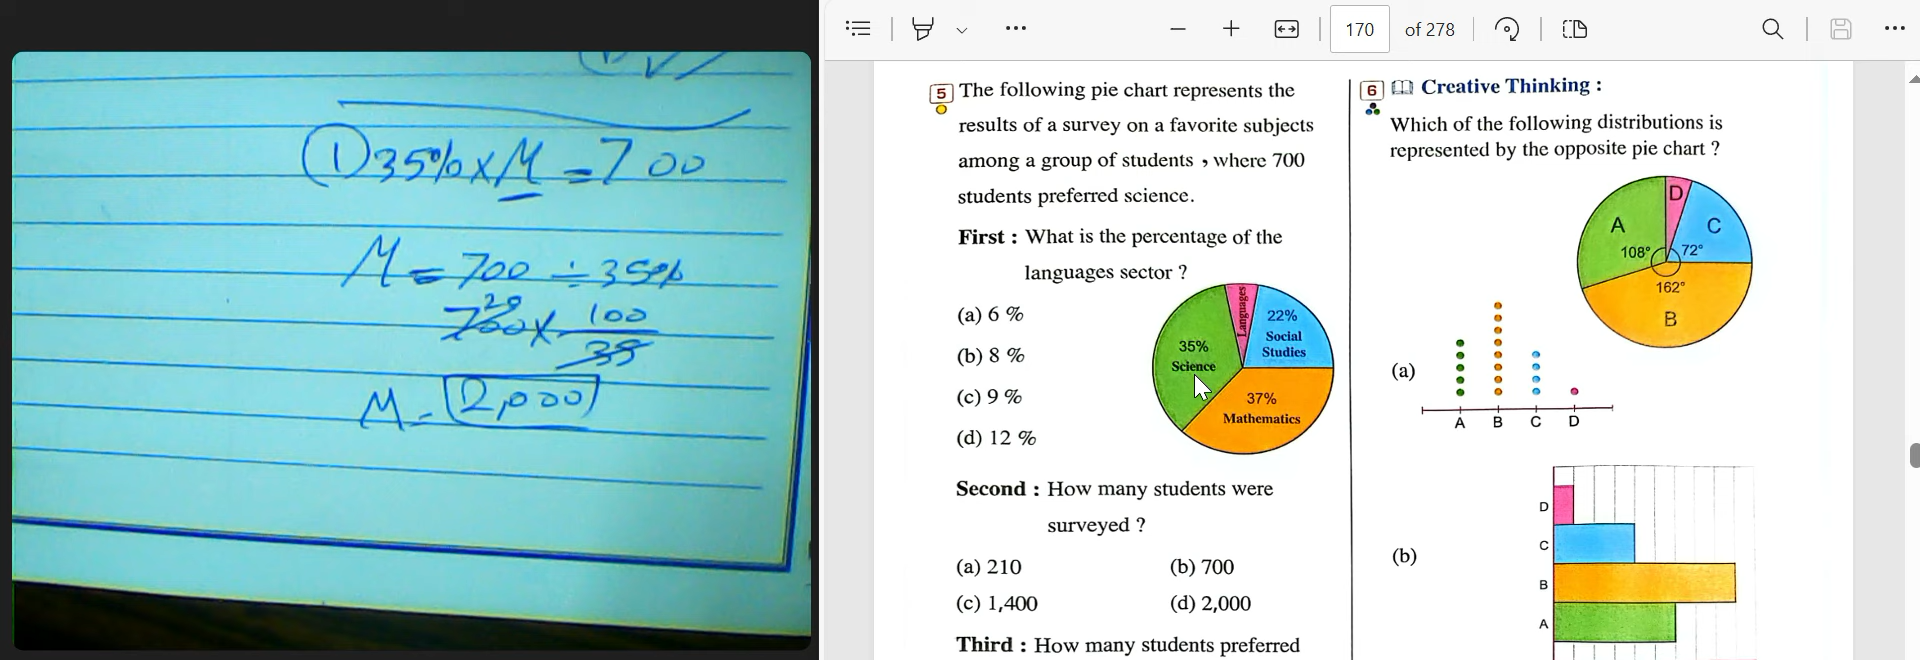 ① 35% x M = 700
M = 700 ÷ 35%
20
700 x 100
35
M = 2,000
170 of 278
5 The following pie chart represents the
results of a survey on a favorite subjects
among a group of students , where 700
students preferred science.
First : What is the percentage of the
languages sector ?
(a) 6 %
(b) 8 %
(c) 9 %
(d) 12 %
Languages
22%
Social
Studies
35%
Science
37%
Mathematics
Second : How many students were
surveyed ?
(a) 210 (b) 700
(c) 1,400 (d) 2,000
Third : How many students preferred
6 Creative Thinking :
Which of the following distributions is
represented by the opposite pie chart ?
D
A C
108° 72°
162°
B
(a)
A B C D
(b)
D
C
B
A